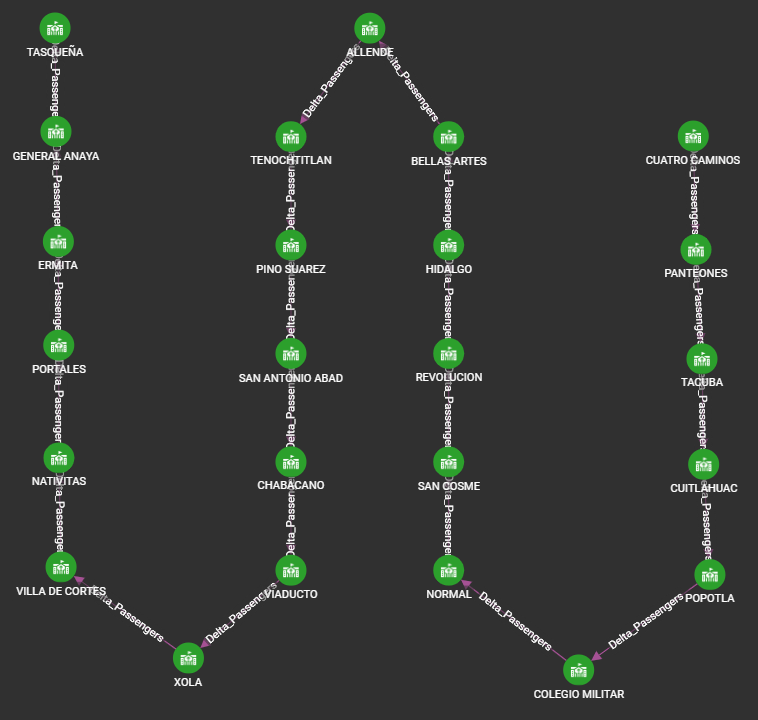 TASQUEÑA
Delta_Passengers
GENERAL ANAYA
Delta_Passengers
ERMITA
Delta_Passengers
PORTALES
Delta_Passengers
NATIVITAS
Delta_Passengers
VILLA DE CORTES
Delta_Passengers
XOLA
Delta_Passengers
VIADUCTO
Delta_Passengers
CHABACANO
Delta_Passengers
SAN ANTONIO ABAD
Delta_Passengers
PINO SUAREZ
Delta_Passengers
TENOCHTITLAN
Delta_Passengers
ALLENDE
Delta_Passengers
BELLAS ARTES
Delta_Passengers
HIDALGO
Delta_Passengers
REVOLUCION
Delta_Passengers
SAN COSME
Delta_Passengers
NORMAL
Delta_Passengers
COLEGIO MILITAR
Delta_Passengers
POPOTLA
Delta_Passengers
CUITLAHUAC
Delta_Passengers
TACUBA
Delta_Passengers
PANTEONES
Delta_Passengers
CUATRO CAMINOS